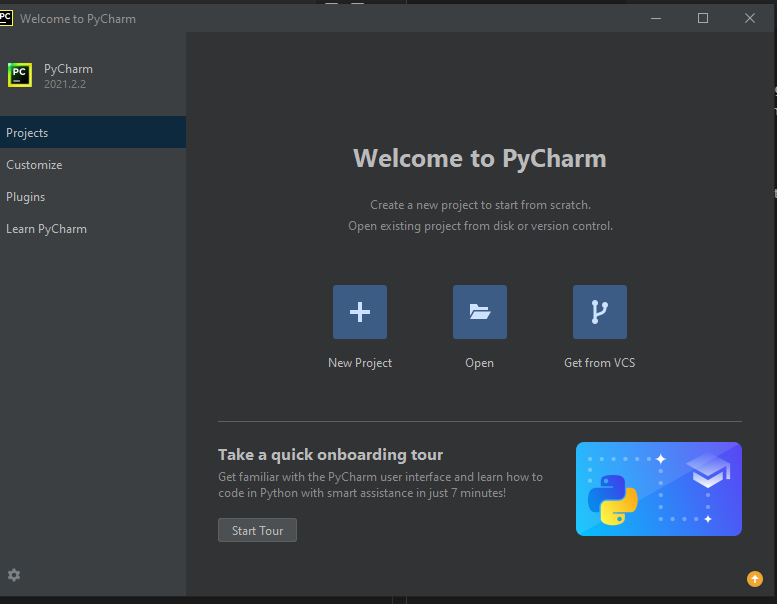 PC Welcome to PyCharm
PC
PyCharm
2021.2.2
Projects
Customize
Plugins
Learn PyCharm
Welcome to PyCharm
Create a new project to start from scratch.
Open existing project from disk or version control.
New Project
Open
Get from VCS
Take a quick onboarding tour
Get familiar with the PyCharm user interface and learn how to
code in Python with smart assistance in just 7 minutes!
Start Tour